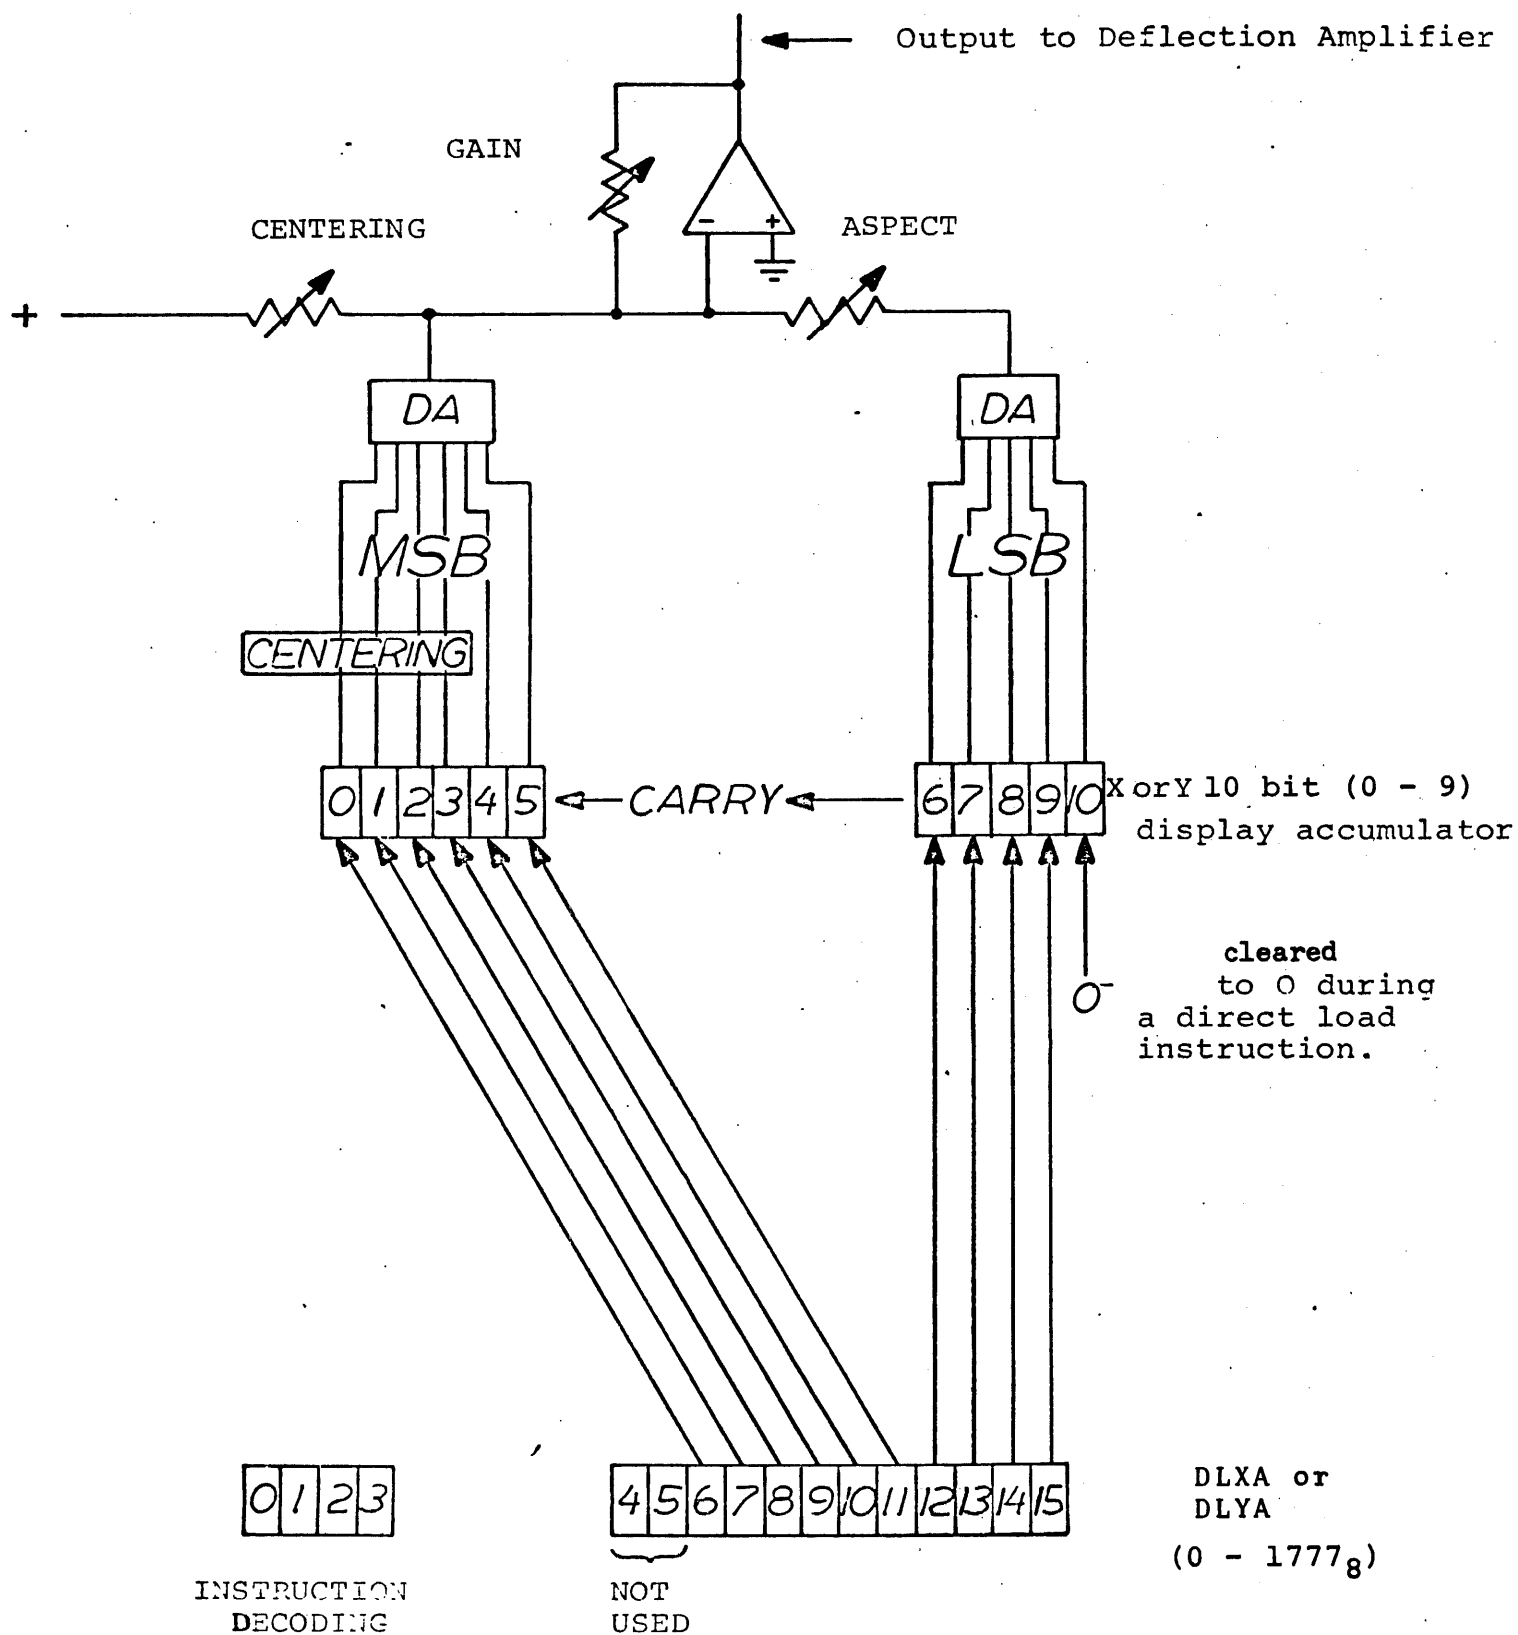 Output to Deflection Amplifier
GAIN
CENTERING
ASPECT
- +
+
DA
DA
MSB
LSB
CENTERING
0 1 2 3 4 5
CARRY
6 7 8 9 10
X or Y 10 bit (0 - 9)
display accumulator
0
cleared
to 0 during
a direct load
instruction.
0 1 2 3
4 5 6 7 8 9 10 11 12 13 14 15
DLXA or
DLYA
(0 - 1777₈)
INSTRUCTION
DECODING
NOT
USED